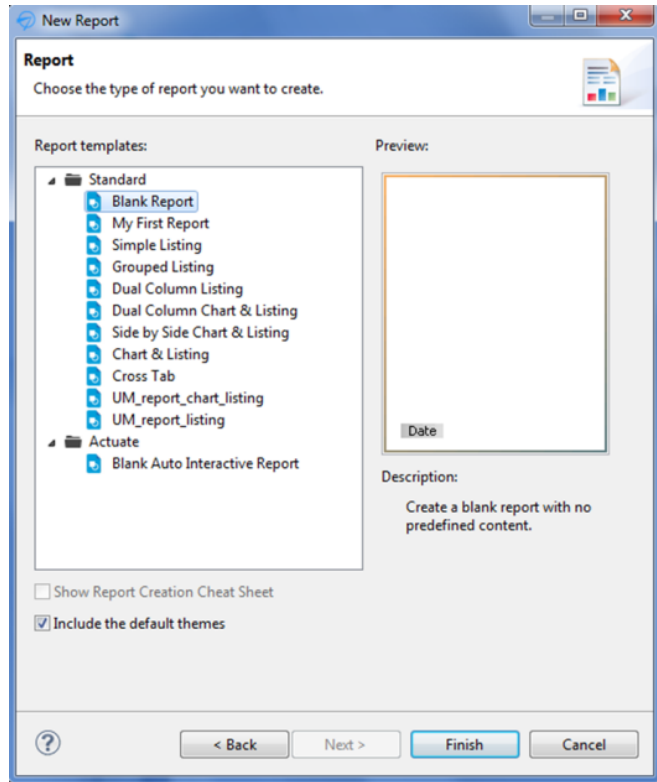 New Report
Report
Choose the type of report you want to create.
Report templates:
Standard
Blank Report
My First Report
Simple Listing
Grouped Listing
Dual Column Listing
Dual Column Chart & Listing
Side by Side Chart & Listing
Chart & Listing
Cross Tab
UM_report_chart_listing
UM_report_listing
Actuate
Blank Auto Interactive Report
Preview:
Date
Description:
Create a blank report with no
predefined content.
Show Report Creation Cheat Sheet
Include the default themes
? < Back Next > Finish Cancel